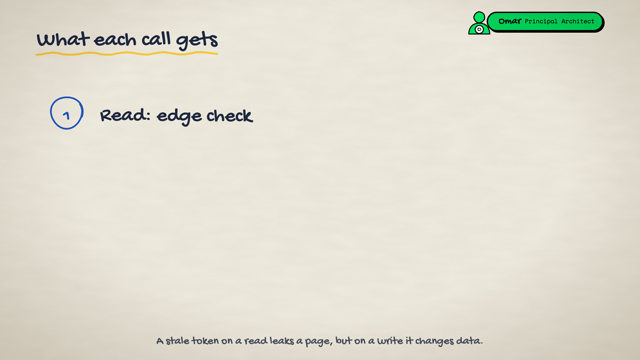 What each call gets
Omar Principal Architect
1 Read: edge check
A stale token on a read leaks a page, but on a write it changes data.